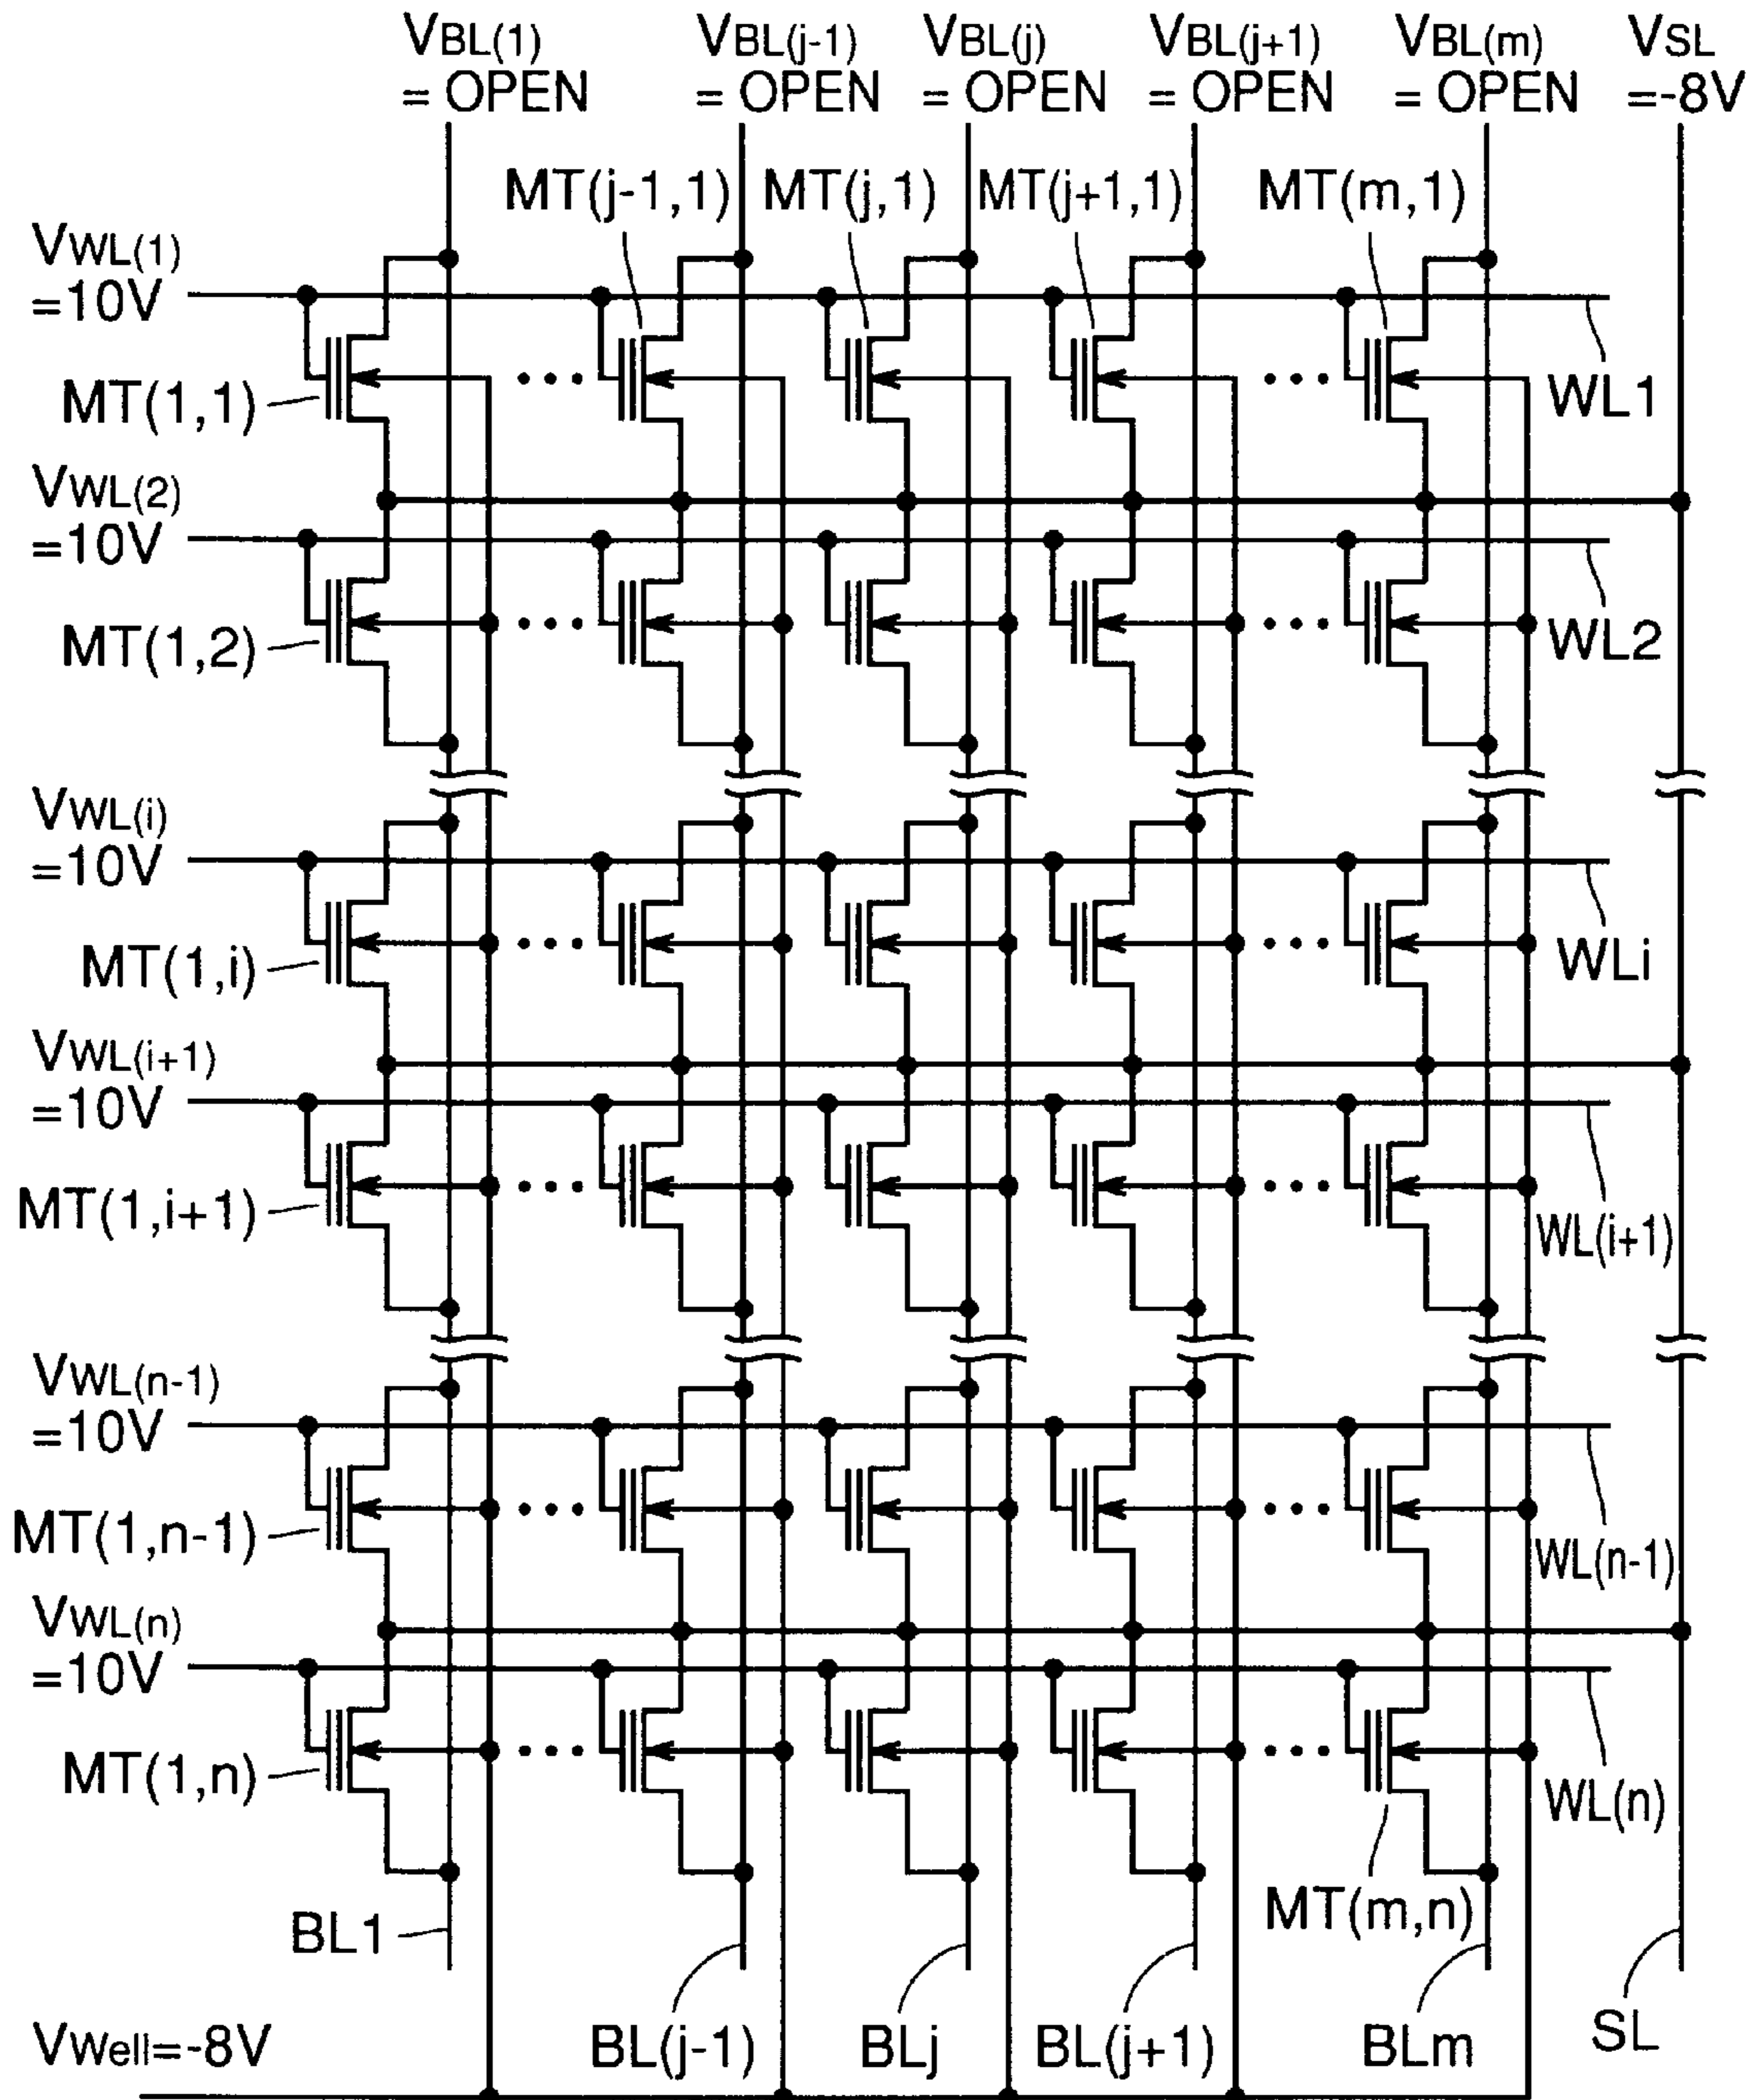 VBL(1) VBL(j-1) VBL(j) VBL(j+1) VBL(m) VSL
= OPEN = OPEN = OPEN = OPEN = OPEN =-8V
MT(j-1,1) MT(j,1) MT(j+1,1) MT(m,1)
VWL(1)
=10V
MT(1,1) WL1
VWL(2)
=10V
MT(1,2) WL2
VWL(i)
=10V
MT(1,i) WLi
VWL(i+1)
=10V
MT(1,i+1) WL(i+1)
VWL(n-1)
=10V
MT(1,n-1) WL(n-1)
VWL(n)
=10V
MT(1,n) WL(n)
MT(m,n)
BL1
VWell=-8V BL(j-1) BLj BL(j+1) BLm SL